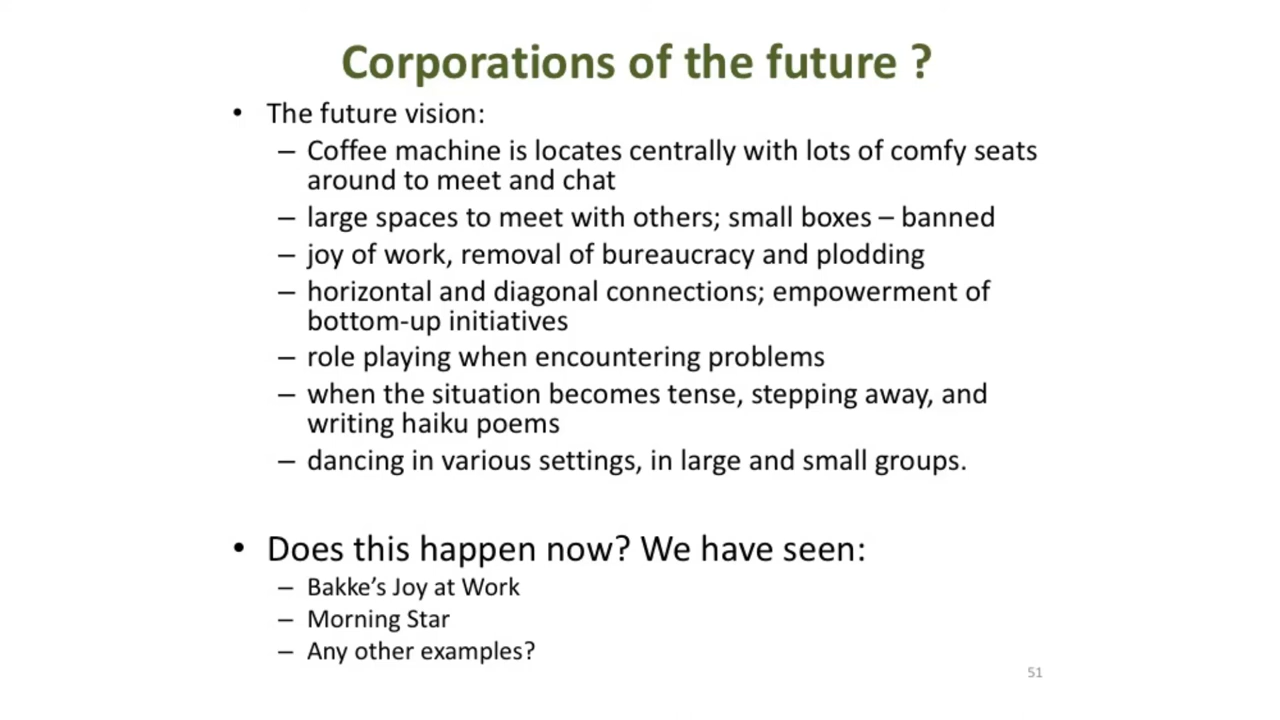 Corporations of the future ?
• The future vision:
– Coffee machine is locates centrally with lots of comfy seats
around to meet and chat
– large spaces to meet with others; small boxes – banned
– joy of work, removal of bureaucracy and plodding
– horizontal and diagonal connections; empowerment of
bottom-up initiatives
– role playing when encountering problems
– when the situation becomes tense, stepping away, and
writing haiku poems
– dancing in various settings, in large and small groups.
• Does this happen now? We have seen:
– Bakke's Joy at Work
– Morning Star
– Any other examples?
51